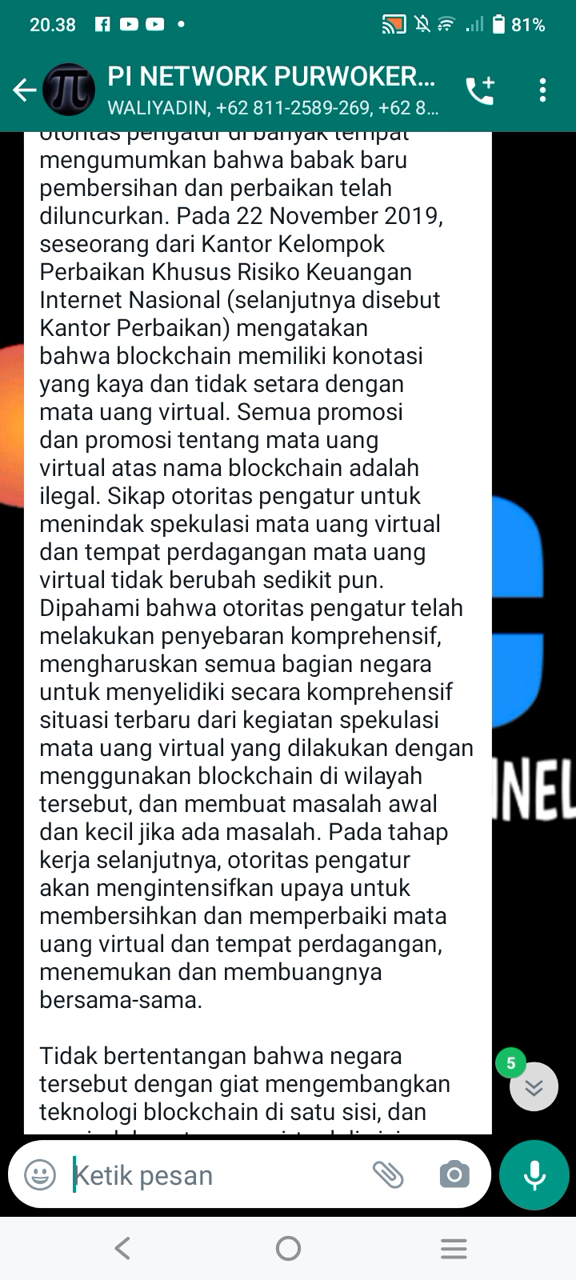 20.38
81%
PI NETWORK PURWOKER...
WALIYADIN, +62 811-2589-269, +62 8...
otoritas pengatur di banyak tempat
mengumumkan bahwa babak baru
pembersihan dan perbaikan telah
diluncurkan. Pada 22 November 2019,
seseorang dari Kantor Kelompok
Perbaikan Khusus Risiko Keuangan
Internet Nasional (selanjutnya disebut
Kantor Perbaikan) mengatakan
bahwa blockchain memiliki konotasi
yang kaya dan tidak setara dengan
mata uang virtual. Semua promosi
dan promosi tentang mata uang
virtual atas nama blockchain adalah
ilegal. Sikap otoritas pengatur untuk
menindak spekulasi mata uang virtual
dan tempat perdagangan mata uang
virtual tidak berubah sedikit pun.
Dipahami bahwa otoritas pengatur telah
melakukan penyebaran komprehensif,
mengharuskan semua bagian negara
untuk menyelidiki secara komprehensif
situasi terbaru dari kegiatan spekulasi
mata uang virtual yang dilakukan dengan
menggunakan blockchain di wilayah
tersebut, dan membuat masalah awal
dan kecil jika ada masalah. Pada tahap
kerja selanjutnya, otoritas pengatur
akan mengintensifkan upaya untuk
membersihkan dan memperbaiki mata
uang virtual dan tempat perdagangan,
menemukan dan membuangnya
bersama-sama.
Tidak bertentangan bahwa negara
tersebut dengan giat mengembangkan
teknologi blockchain di satu sisi, dan
NNEL
5
Ketik pesan